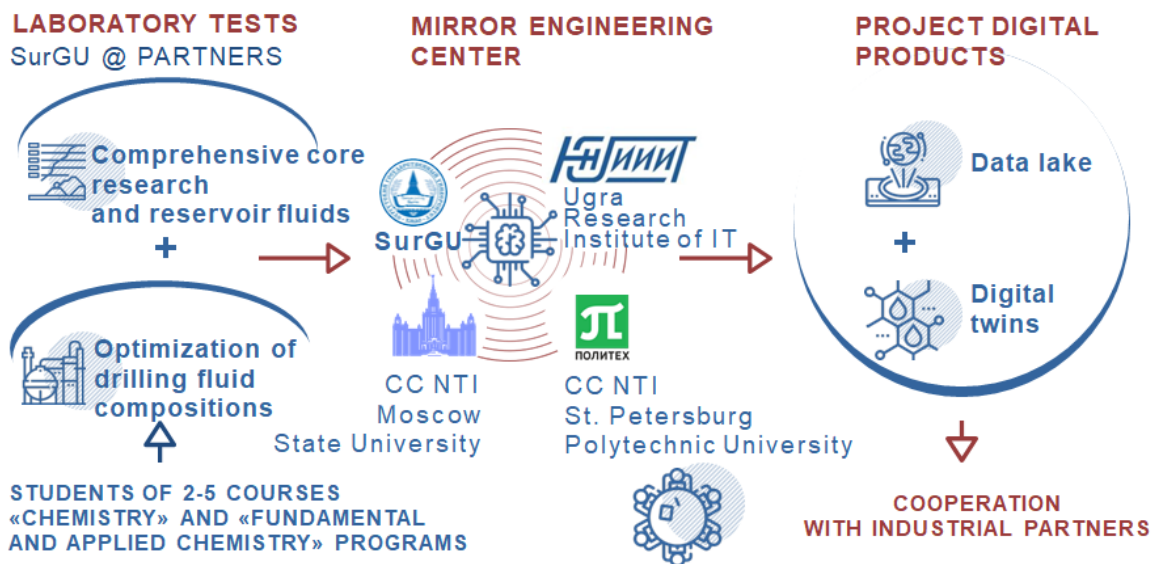 LABORATORY TESTS
SurGU @ PARTNERS
Comprehensive core
research
and reservoir fluids
+
Optimization of
drilling fluid
compositions
STUDENTS OF 2-5 COURSES
«CHEMISTRY» AND «FUNDAMENTAL
AND APPLIED CHEMISTRY» PROGRAMS
MIRROR ENGINEERING
CENTER
SurGU
ЮНИИИТ
Ugra
Research
Institute of IT
CC NTI
Moscow
State University
ПОЛИТЕХ
CC NTI
St. Petersburg
Polytechnic University
PROJECT DIGITAL
PRODUCTS
Data lake
+
Digital
twins
COOPERATION
WITH INDUSTRIAL PARTNERS